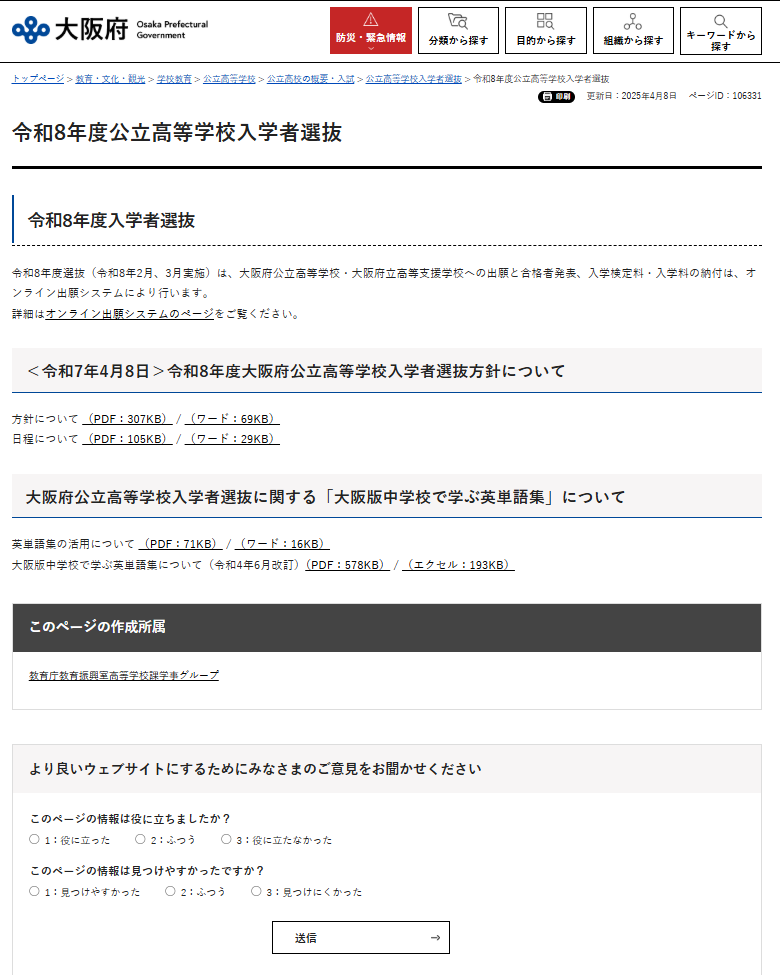 大阪府 Osaka Prefectural Government
防災・緊急情報
分類から探す
目的から探す
組織から探す
キーワードから探す
トップページ > 教育・文化・観光 > 学校教育 > 公立高等学校 > 公立高校の概要・入試 > 公立高等学校入学者選抜 > 令和8年度公立高等学校入学者選抜
印刷 更新日：2025年4月8日 ページID：106331
令和8年度公立高等学校入学者選抜
令和8年度入学者選抜
令和8年度選抜（令和8年2月、3月実施）は、大阪府公立高等学校・大阪府立高等支援学校への出願と合格者発表、入学検定料・入学料の納付は、オ
ンライン出願システムにより行います。
詳細はオンライン出願システムのページをご覧ください。
＜令和7年4月8日＞令和8年度大阪府公立高等学校入学者選抜方針について
方針について （PDF：307KB） / （ワード：69KB）
日程について （PDF：105KB） / （ワード：29KB）
大阪府公立高等学校入学者選抜に関する「大阪版中学校で学ぶ英単語集」について
英単語集の活用について （PDF：71KB） / （ワード：16KB）
大阪版中学校で学ぶ英単語集について（令和4年6月改訂）（PDF：578KB） / （エクセル：193KB）
このページの作成所属
教育庁教育振興室高等学校課学事グループ
より良いウェブサイトにするためにみなさまのご意見をお聞かせください
このページの情報は役に立ちましたか？
1：役に立った 2：ふつう 3：役に立たなかった
このページの情報は見つけやすかったですか？
1：見つけやすかった 2：ふつう 3：見つけにくかった
送信